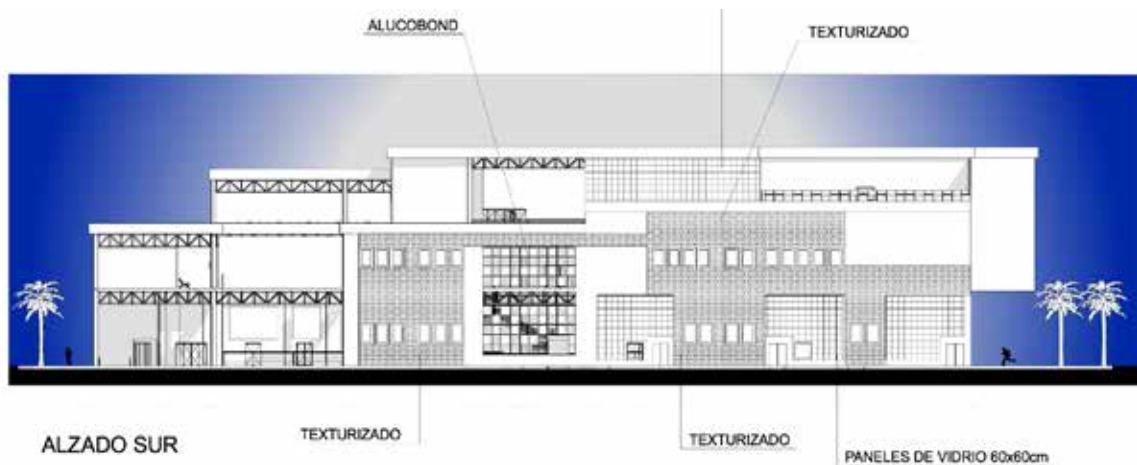 ALUCOBOND
TEXTURIZADO
TEXTURIZADO
TEXTURIZADO
ALZADO SUR
PANELES DE VIDRIO 60x60cm